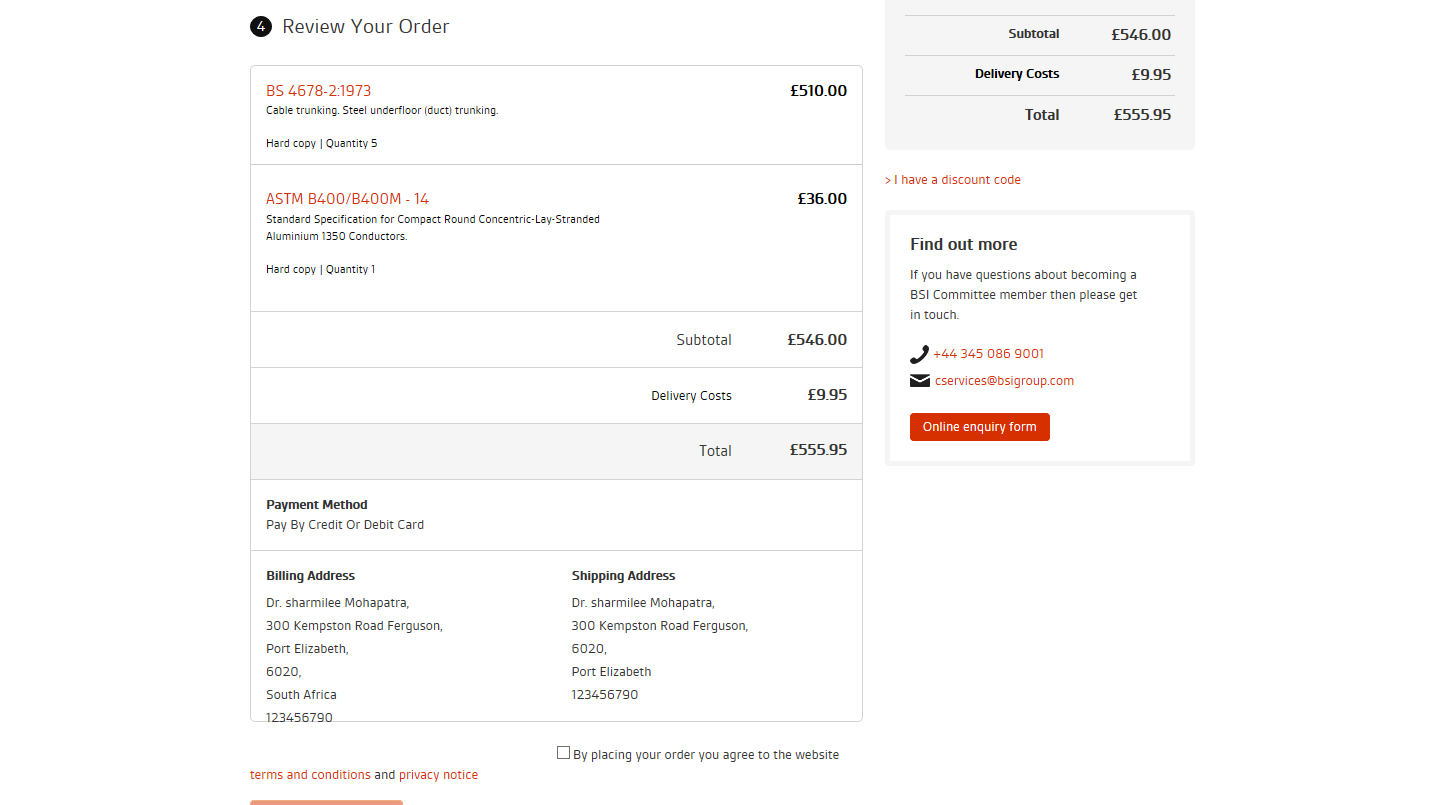 4 Review Your Order
BS 4678-2:1973 £510.00
Cable trunking. Steel underfloor (duct) trunking.
Hard copy | Quantity 5
ASTM B400/B400M - 14 £36.00
Standard Specification for Compact Round Concentric-Lay-Stranded
Aluminium 1350 Conductors.
Hard copy | Quantity 1
Subtotal £546.00
Delivery Costs £9.95
Total £555.95
Payment Method
Pay By Credit Or Debit Card
Billing Address
Dr. sharmilee Mohapatra,
300 Kempston Road Ferguson,
Port Elizabeth,
6020,
South Africa
123456790
Shipping Address
Dr. sharmilee Mohapatra,
300 Kempston Road Ferguson,
6020,
Port Elizabeth
123456790
By placing your order you agree to the website
terms and conditions and privacy notice
Subtotal £546.00
Delivery Costs £9.95
Total £555.95
> I have a discount code
Find out more
If you have questions about becoming a
BSI Committee member then please get
in touch.
+44 345 086 9001
cservices@bsigroup.com
Online enquiry form